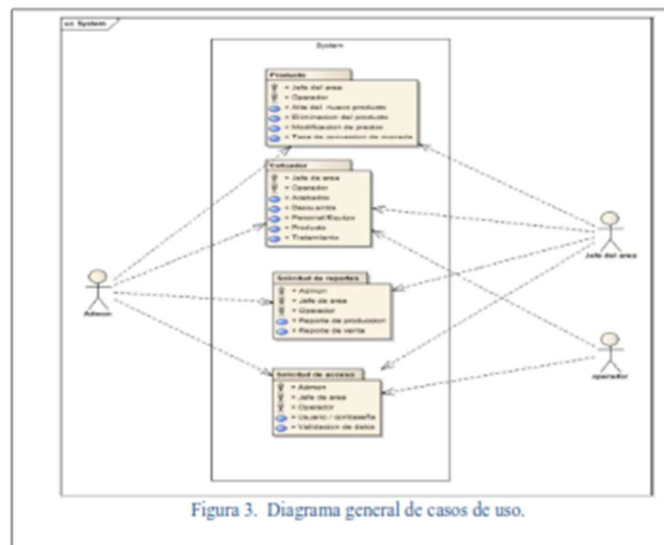 uc System
System
Producto
+ Jefe del area
+ Operador
+ Alta del nuevo producto
+ Eliminacion del producto
+ Modificacion de precios
+ Tasa de conversion de moneda
Cotizador
+ Jefe de area
+ Operador
+ Acabados
+ Descuentos
+ Personal/Equipo
+ Producto
+ Tratamiento
Solicitud de reportes
+ Admon
+ Jefe de area
+ Operador
+ Reporte de produccion
+ Reporte de venta
Solicitud de acceso
+ Admon
+ Jefe de area
+ Operador
+ Usuario / contraseña
+ Validacion de datos
Admon
Jefe del area
operador
Figura 3. Diagrama general de casos de uso.